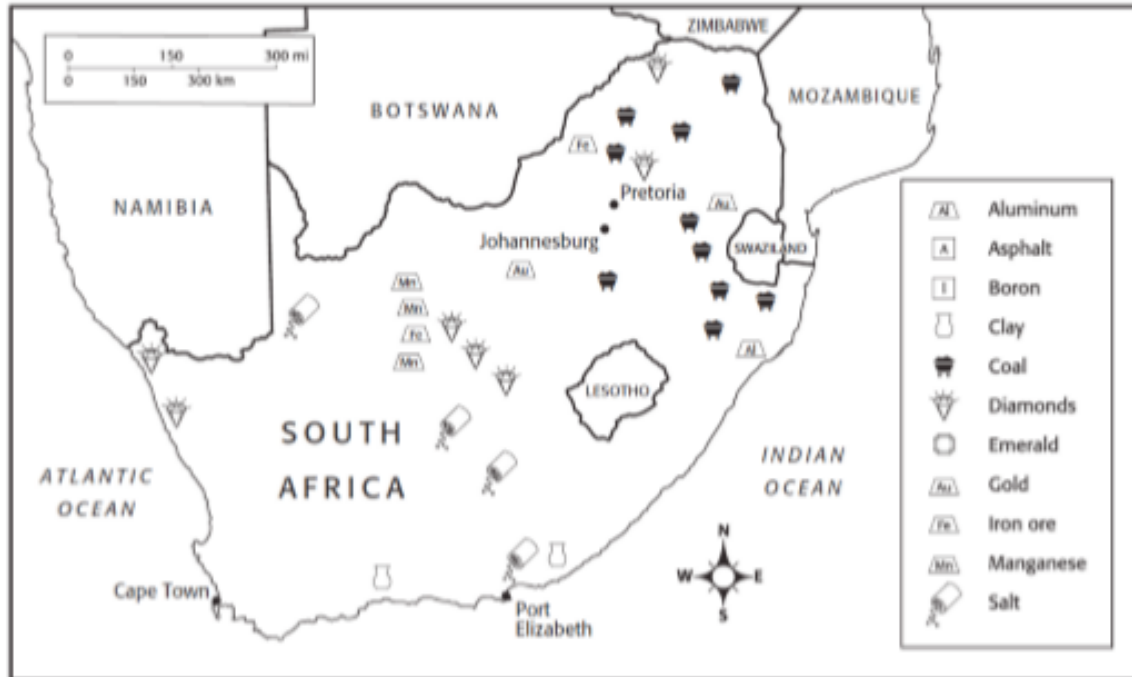 ZIMBABWE
0 150 300 mi
0 150 300 km
BOTSWANA
MOZAMBIQUE
Fe
NAMIBIA
Pretoria
Au
Johannesburg
SWAZILAND
Au
Mn
Mn
Fe
Mn
Al
LESOTHO
SOUTH
AFRICA
ATLANTIC
OCEAN
INDIAN
OCEAN
N
W E
S
Cape Town
Port
Elizabeth
Al Aluminum
A Asphalt
I Boron
Clay
Coal
Diamonds
Emerald
Au Gold
Fe Iron ore
Mn Manganese
Salt